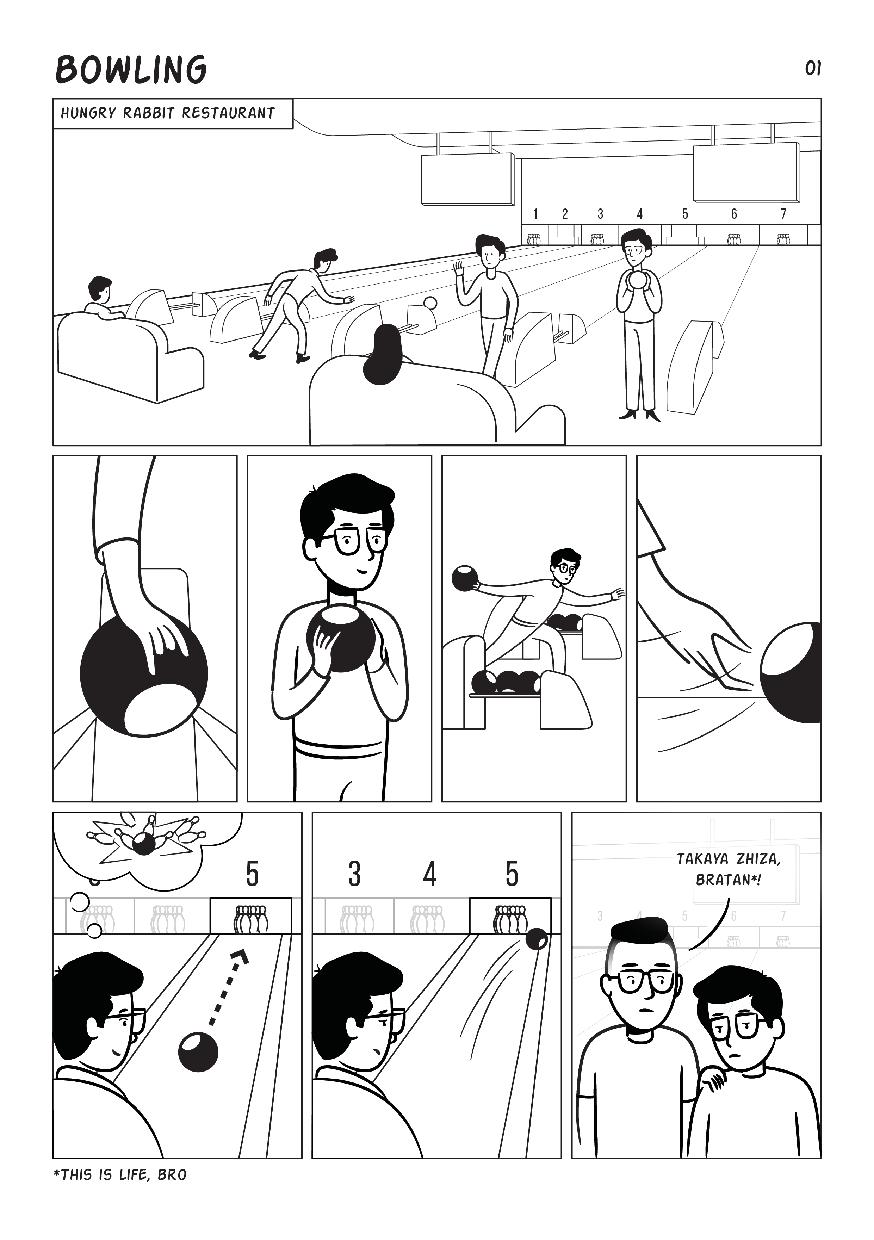 BOWLING
01
HUNGRY RABBIT RESTAURANT
1 2 3 4 5 6 7
5
3 4 5
TAKAYA ZHIZA,
BRATAN*!
3 4 5 6 7
*THIS IS LIFE, BRO